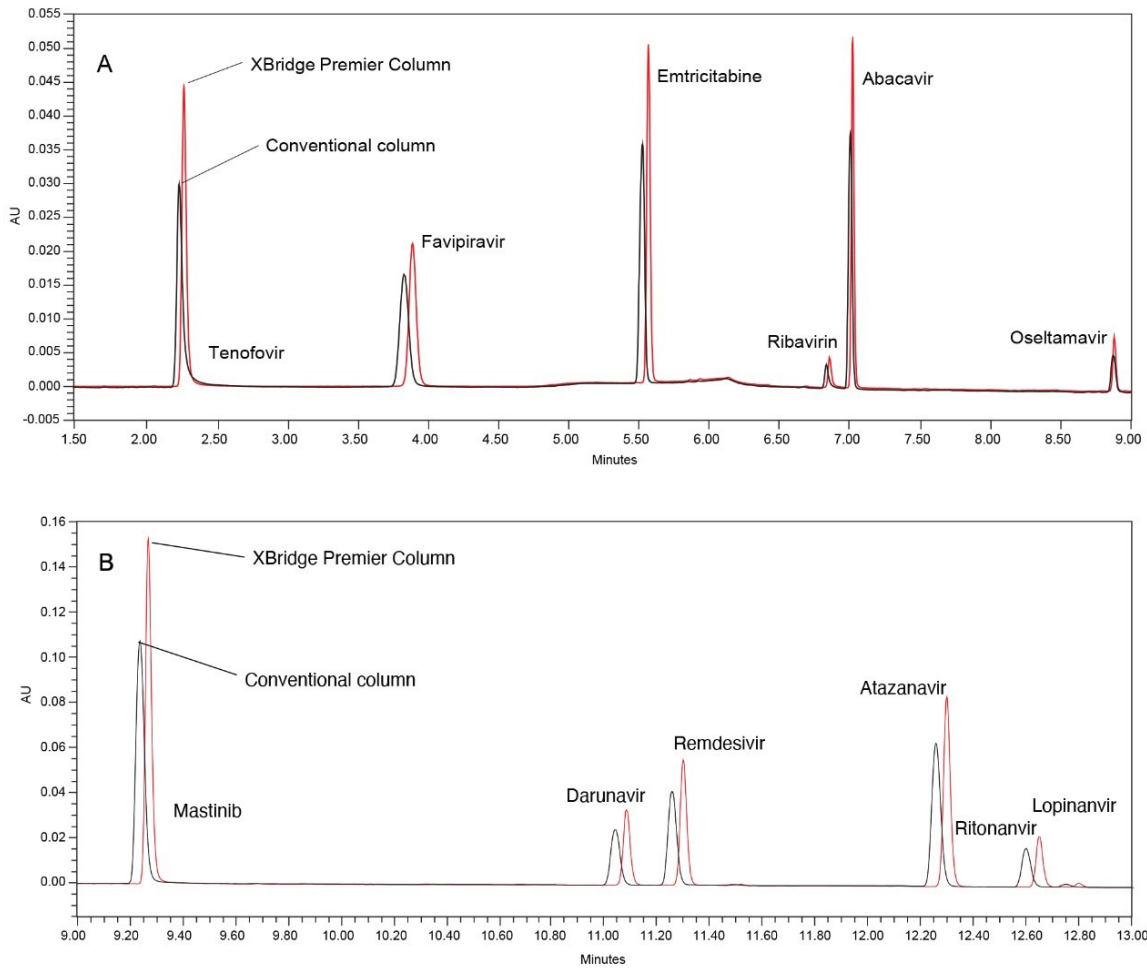 A
XBridge Premier Column
Conventional column
Tenofovir
Favipiravir
Emtricitabine
Ribavirin
Abacavir
Oseltamavir
AU
0.055
0.050
0.045
0.040
0.035
0.030
0.025
0.020
0.015
0.010
0.005
0.000
-0.005
1.50 2.00 2.50 3.00 3.50 4.00 4.50 5.00 5.50 6.00 6.50 7.00 7.50 8.00 8.50 9.00
Minutes
B
XBridge Premier Column
Conventional column
Mastinib
Darunavir
Remdesivir
Atazanavir
Ritonanvir
Lopinanvir
AU
0.16
0.14
0.12
0.10
0.08
0.06
0.04
0.02
0.00
9.00 9.20 9.40 9.60 9.80 10.00 10.20 10.40 10.60 10.80 11.00 11.20 11.40 11.60 11.80 12.00 12.20 12.40 12.60 12.80 13.00
Minutes